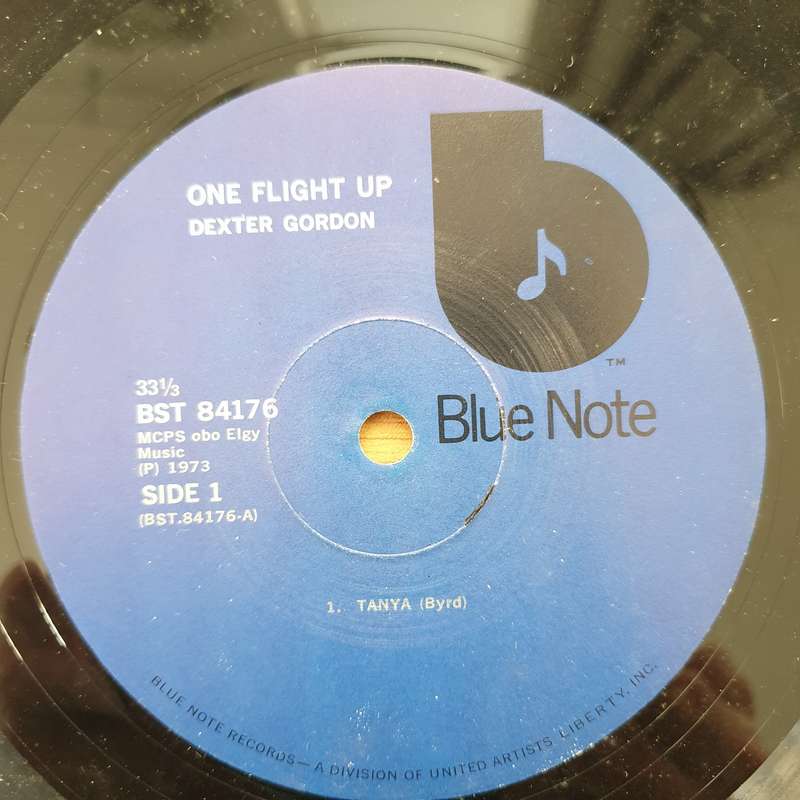 ONE FLIGHT UP
DEXTER GORDON
TM
Blue Note
33⅓
BST 84176
MCPS obo Elgy
Music
(P) 1973
SIDE 1
(BST.84176-A)
1. TANYA (Byrd)
BLUE NOTE RECORDS—A DIVISION OF UNITED ARTISTS LIBERTY, INC.